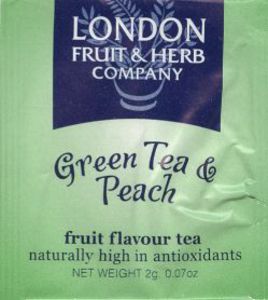 LONDON
FRUIT & HERB
COMPANY
Green Tea &
Peach
fruit flavour tea
naturally high in antioxidants
NET WEIGHT 2g. 0.07oz